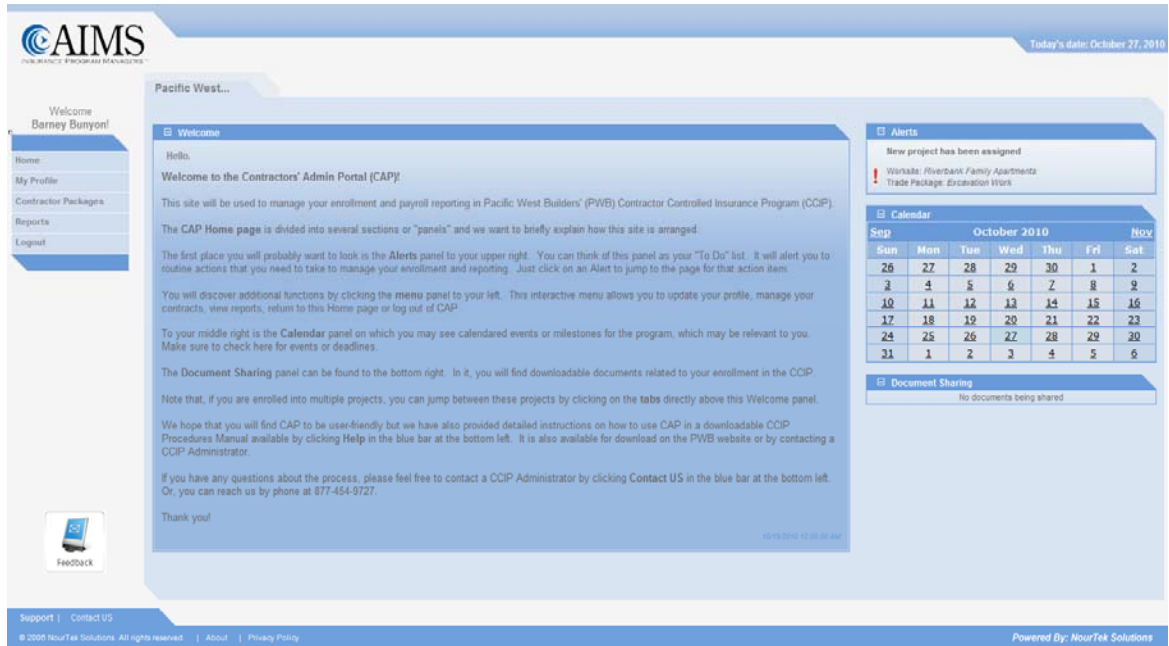 CAIMS
INSURANCE PROGRAM MANAGERS
Today's date: October 27, 2010
Pacific West...
Welcome
Barney Bunyon!
Home
My Profile
Contractor Packages
Reports
Logout
Feedback
Welcome
Hello,
Welcome to the Contractors' Admin Portal (CAP)!
This site will be used to manage your enrollment and payroll reporting in Pacific West Builders' (PWB) Contractor Controlled Insurance Program (CCIP).
The CAP Home page is divided into several sections or "panels" and we want to briefly explain how this site is arranged.
The first place you will probably want to look is the Alerts panel to your upper right. You can think of this panel as your "To Do" list. It will alert you to
routine actions that you need to take to manage your enrollment and reporting. Just click on an Alert to jump to the page for that action item.
You will discover additional functions by clicking the menu panel to your left. This interactive menu allows you to update your profile, manage your
contracts, view reports, return to this Home page or log out of CAP.
To your middle right is the Calendar panel on which you may see calendared events or milestones for the program, which may be relevant to you.
Make sure to check here for events or deadlines.
The Document Sharing panel can be found to the bottom right. In it, you will find downloadable documents related to your enrollment in the CCIP.
Note that, if you are enrolled into multiple projects, you can jump between these projects by clicking on the tabs directly above this Welcome panel.
We hope that you will find CAP to be user-friendly but we have also provided detailed instructions on how to use CAP in a downloadable CCIP
Procedures Manual available by clicking Help in the blue bar at the bottom left. It is also available for download on the PWB website or by contacting a
CCIP Administrator.
If you have any questions about the process, please feel free to contact a CCIP Administrator by clicking Contact US in the blue bar at the bottom left.
Or, you can reach us by phone at 877-454-9727.
Thank you!
Alerts
New project has been assigned
Worksite: Riverbank Family Apartments
Trade Package: Excavation Work
Calendar
Sep October 2010 Nov
Sun Mon Tue Wed Thu Fri Sat
26 27 28 29 30 1 2
3 4 5 6 7 8 9
10 11 12 13 14 15 16
17 18 19 20 21 22 23
24 25 26 27 28 29 30
31 1 2 3 4 5 6
Document Sharing
No documents being shared
Support | Contact US
© 2006 NourTek Solutions. All rights reserved. | About | Privacy Policy
Powered By: NourTek Solutions